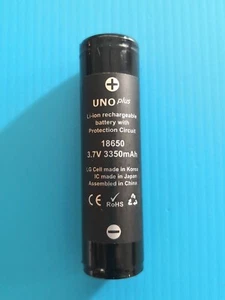 +
UNO plus
Li-ion rechargeable
battery with
Protection Circuit
18650
3.7V 3350mAh
LG Cell made in Korea
IC made in Japan
Assembled in China
CE RoHS
−